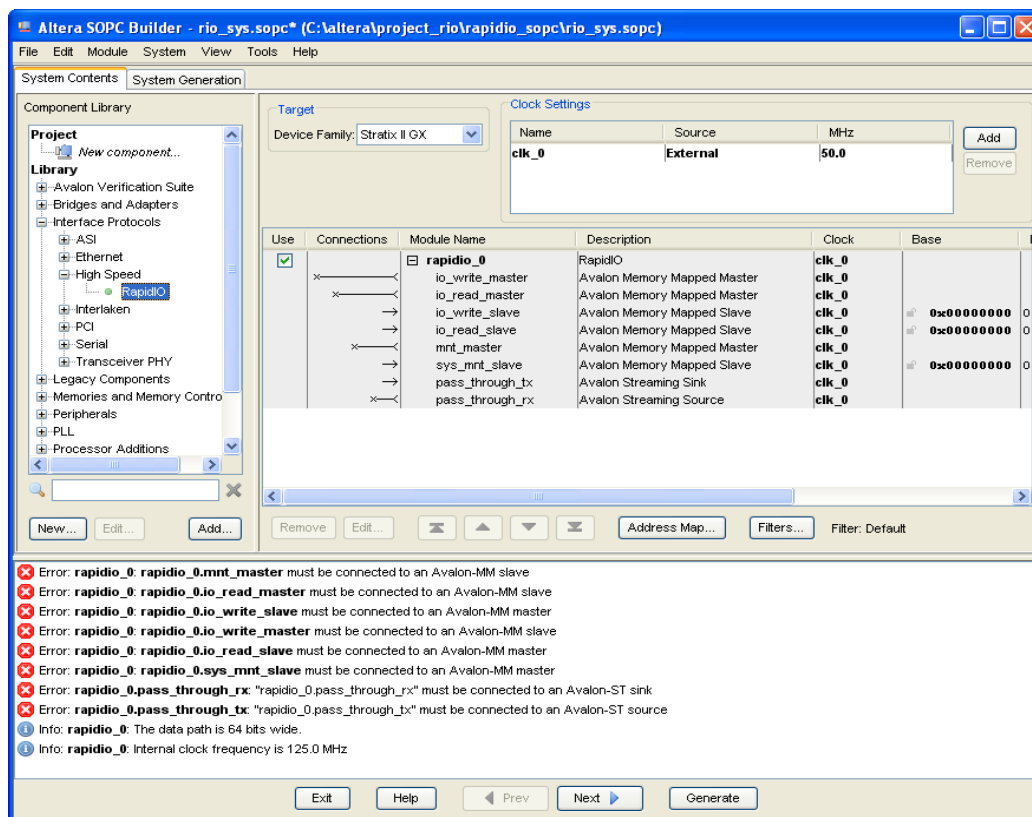 Altera SOPC Builder - rio_sys.sopc* (C:\altera\project_rio\rapidio_sopc\rio_sys.sopc)
File Edit Module System View Tools Help
System Contents System Generation
Component Library
Project
New component...
Library
Avalon Verification Suite
Bridges and Adapters
Interface Protocols
ASI
Ethernet
High Speed
RapidIO
Interlaken
PCI
Serial
Transceiver PHY
Legacy Components
Memories and Memory Contro
Peripherals
PLL
Processor Additions
New... Edit... Add...
Target
Device Family: Stratix II GX
Clock Settings
Name Source MHz
clk_0 External 50.0
Add
Remove
Use Connections Module Name Description Clock Base
rapidio_0 RapidIO clk_0
io_write_master Avalon Memory Mapped Master clk_0
io_read_master Avalon Memory Mapped Master clk_0
io_write_slave Avalon Memory Mapped Slave clk_0 0x00000000 0
io_read_slave Avalon Memory Mapped Slave clk_0 0x00000000 0
mnt_master Avalon Memory Mapped Master clk_0
sys_mnt_slave Avalon Memory Mapped Slave clk_0 0x00000000 0
pass_through_tx Avalon Streaming Sink clk_0
pass_through_rx Avalon Streaming Source clk_0
Remove Edit... Address Map... Filters... Filter: Default
Error: rapidio_0: rapidio_0.mnt_master must be connected to an Avalon-MM slave
Error: rapidio_0: rapidio_0.io_read_master must be connected to an Avalon-MM slave
Error: rapidio_0: rapidio_0.io_write_slave must be connected to an Avalon-MM master
Error: rapidio_0: rapidio_0.io_write_master must be connected to an Avalon-MM slave
Error: rapidio_0: rapidio_0.io_read_slave must be connected to an Avalon-MM master
Error: rapidio_0: rapidio_0.sys_mnt_slave must be connected to an Avalon-MM master
Error: rapidio_0.pass_through_rx: "rapidio_0.pass_through_rx" must be connected to an Avalon-ST sink
Error: rapidio_0.pass_through_tx: "rapidio_0.pass_through_tx" must be connected to an Avalon-ST source
Info: rapidio_0: The data path is 64 bits wide.
Info: rapidio_0: Internal clock frequency is 125.0 MHz
Exit Help Prev Next Generate